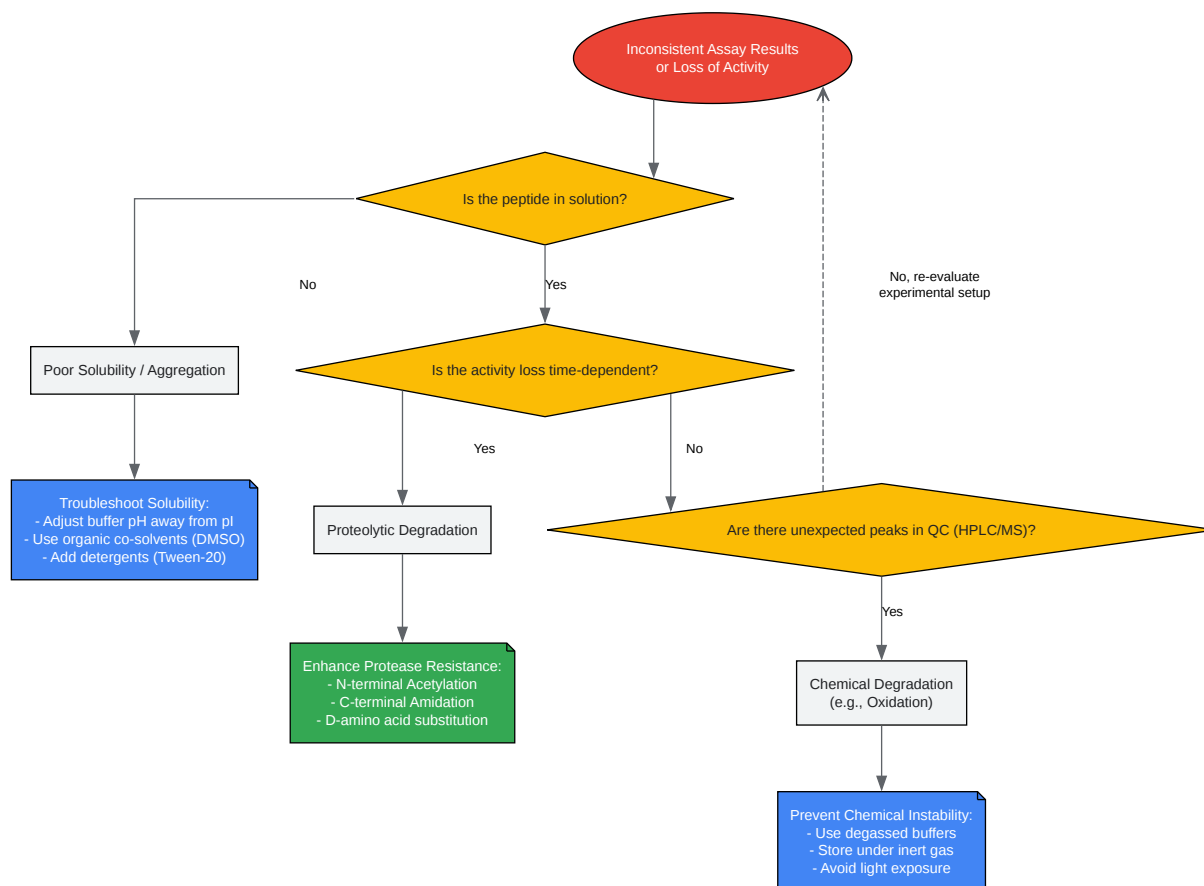 Inconsistent Assay Results
or Loss of Activity
Is the peptide in solution?
No
Yes
No, re-evaluate
experimental setup
Poor Solubility / Aggregation
Is the activity loss time-dependent?
Yes
No
Troubleshoot Solubility:
- Adjust buffer pH away from pI
- Use organic co-solvents (DMSO)
- Add detergents (Tween-20)
Proteolytic Degradation
Are there unexpected peaks in QC (HPLC/MS)?
Yes
Enhance Protease Resistance:
- N-terminal Acetylation
- C-terminal Amidation
- D-amino acid substitution
Chemical Degradation
(e.g., Oxidation)
Prevent Chemical Instability:
- Use degassed buffers
- Store under inert gas
- Avoid light exposure